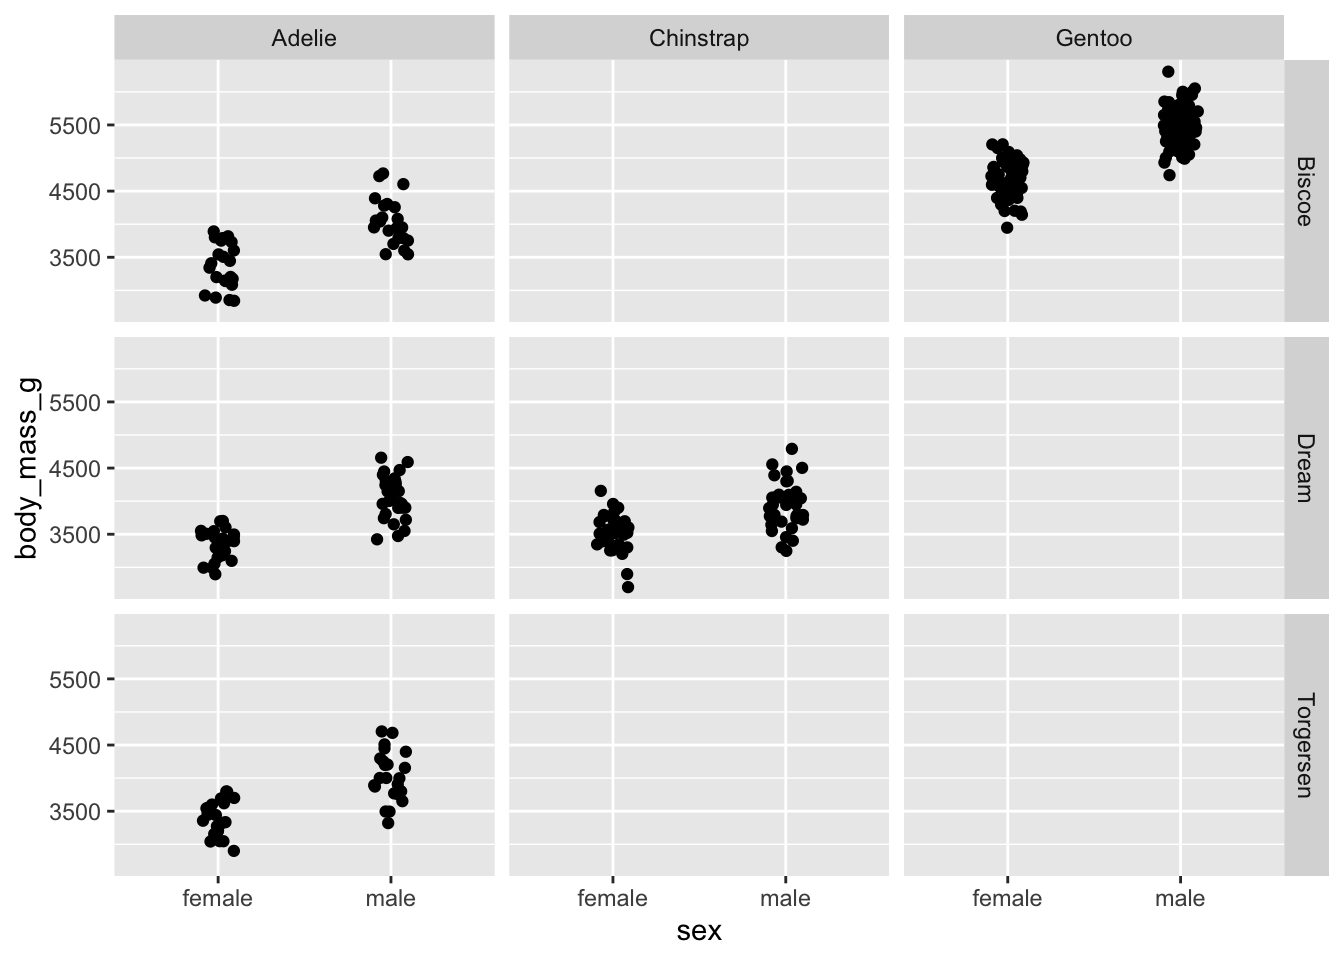 Adelie Chinstrap Gentoo
5500
4500
3500
Biscoe
5500
4500
3500
Dream
5500
4500
3500
Torgersen
body_mass_g
female male female male female male
sex